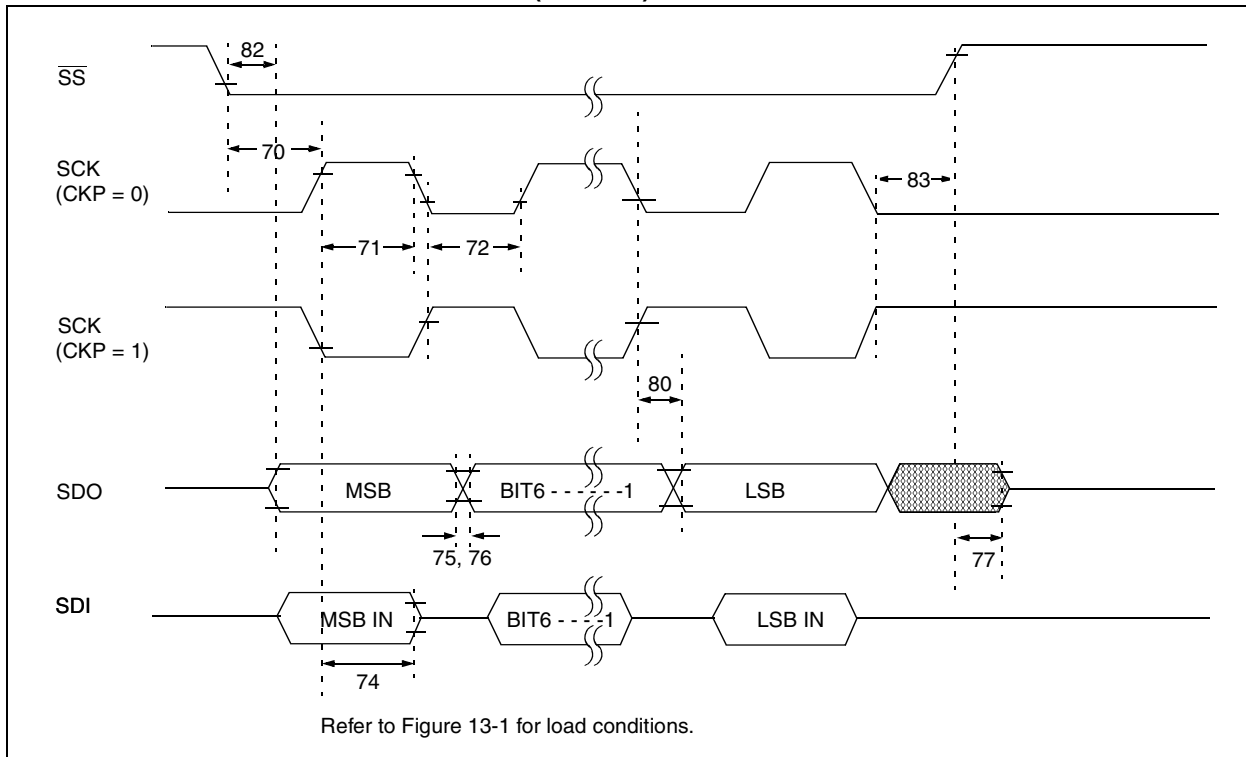 82
SS
70
SCK
(CKP = 0)
83
71
72
SCK
(CKP = 1)
80
SDO
MSB
BIT6 - - - - - -1
LSB
75, 76
77
SDI
MSB IN
BIT6 - - - -1
LSB IN
74
Refer to Figure 13-1 for load conditions.